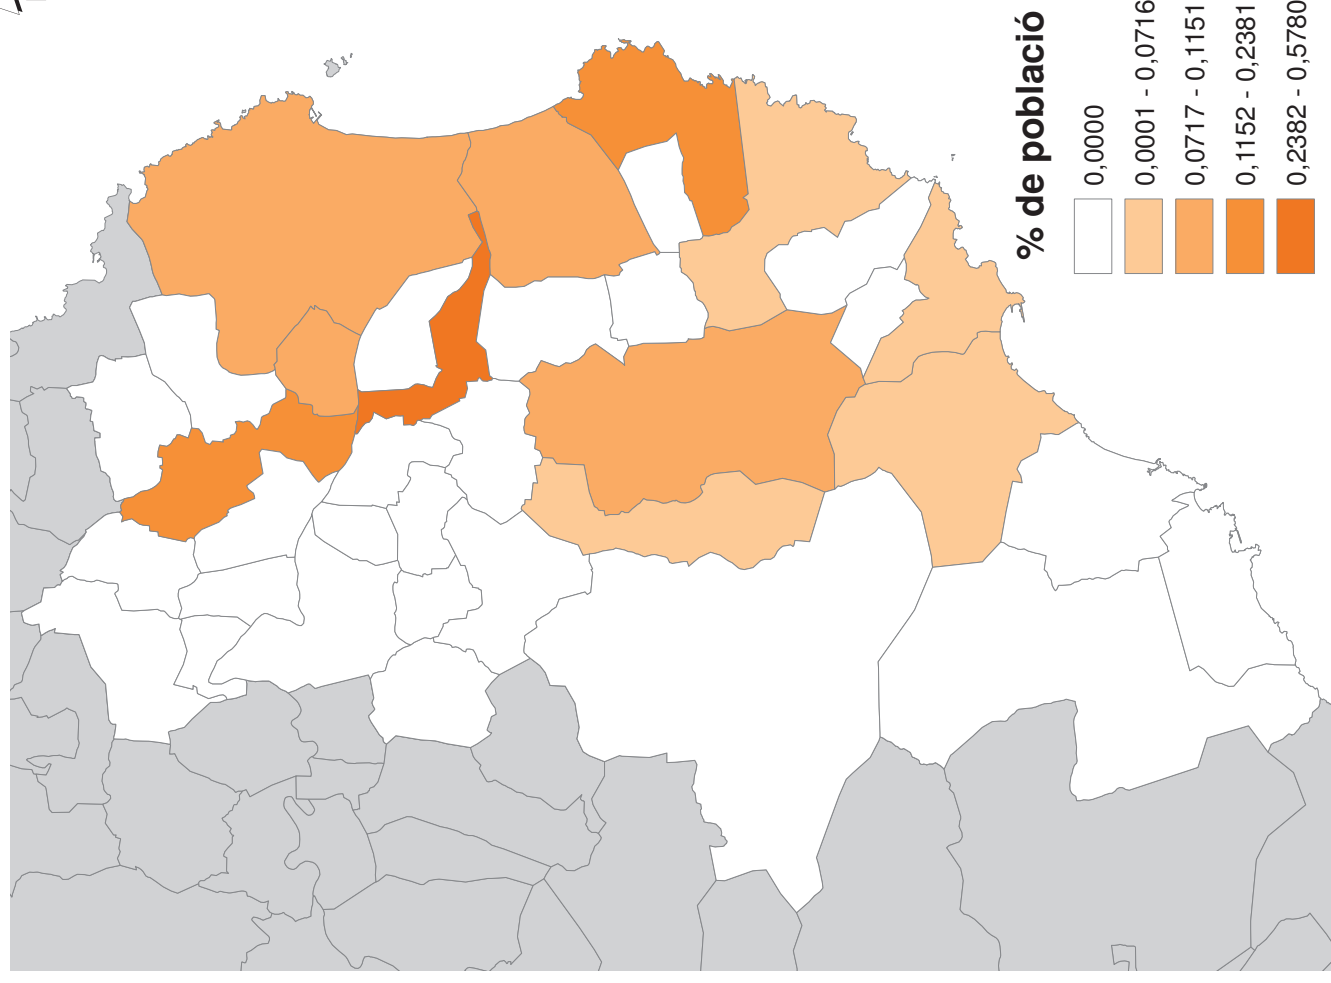 % de població
0,0000
0,0001 - 0,0716
0,0717 - 0,1151
0,1152 - 0,2381
0,2382 - 0,5780